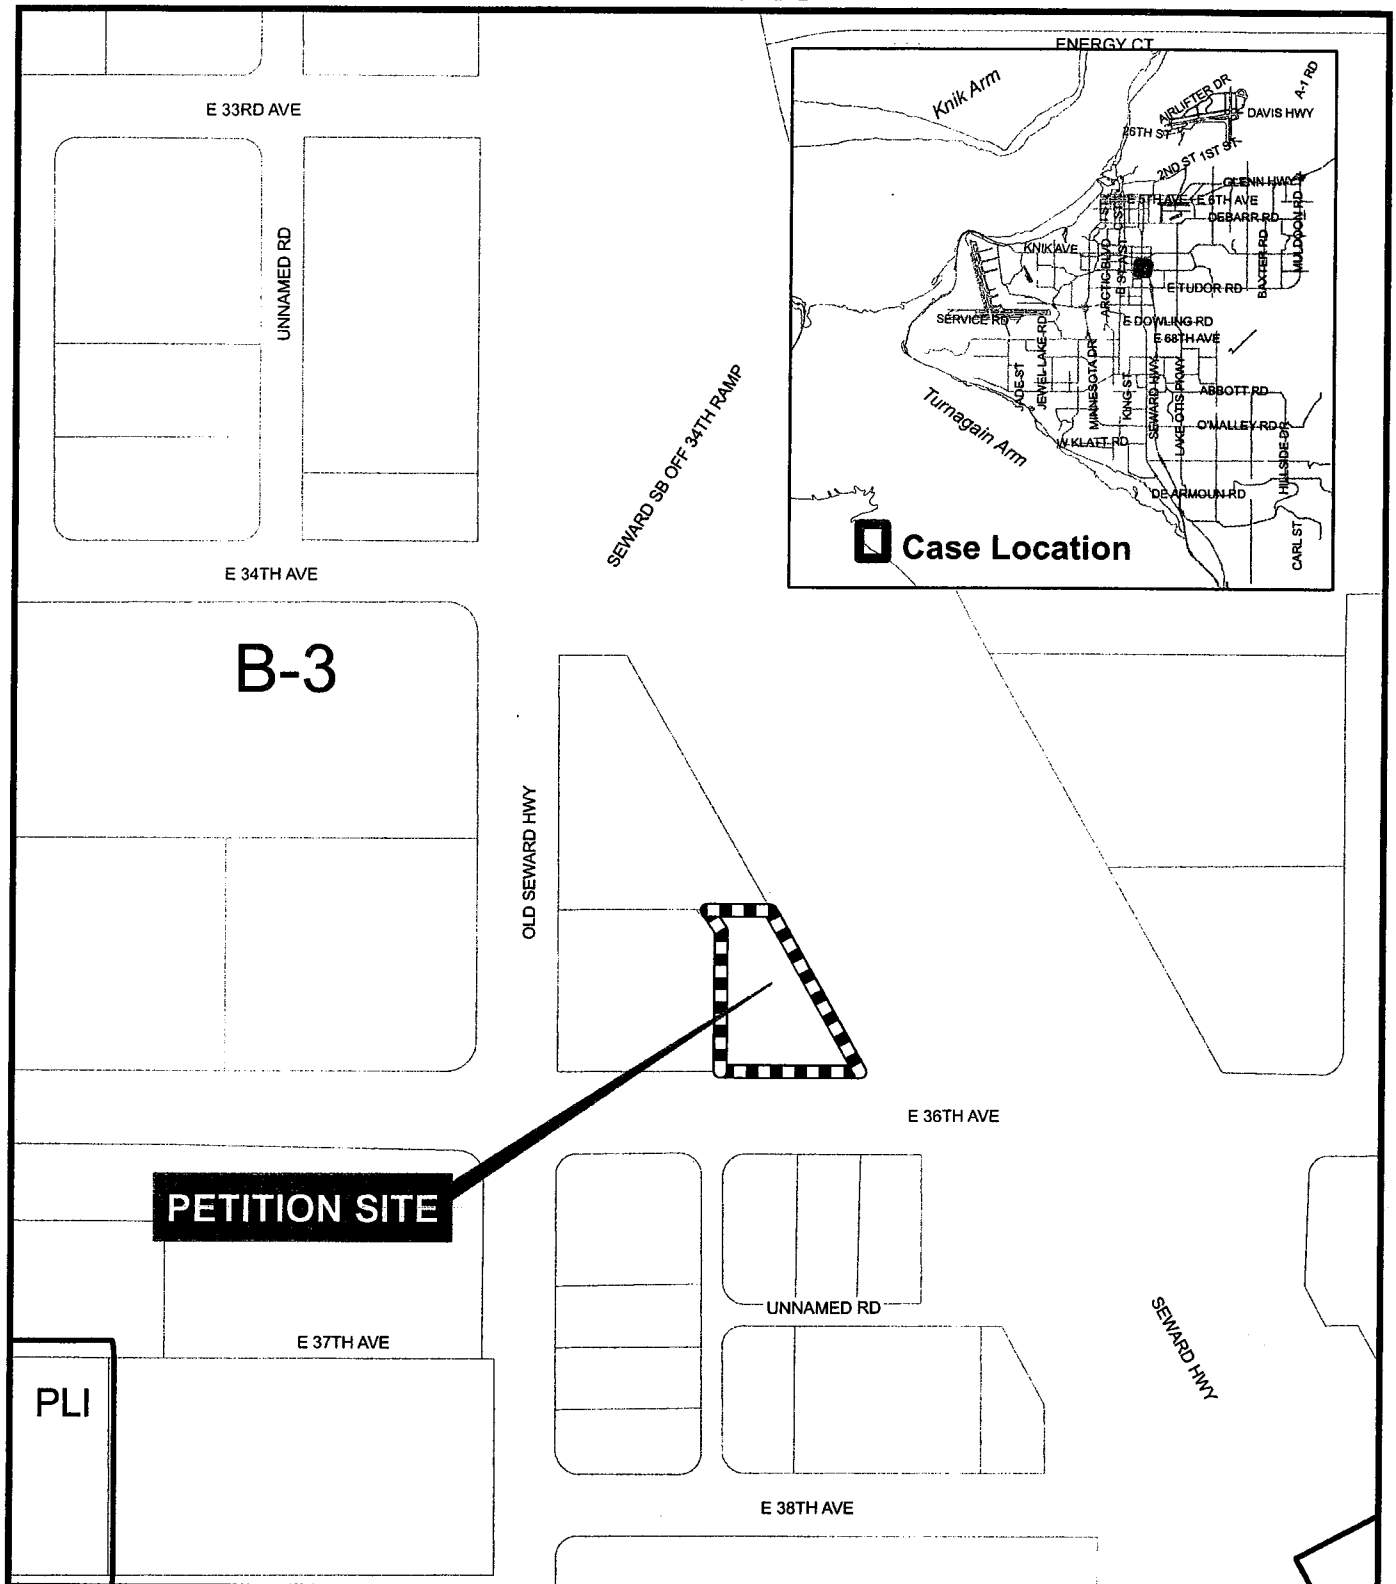 ENERGY CT
E 33RD AVE
UNNAMED RD
Knik Arm
AIRLIFTER DR
A-1 RD
DAVIS HWY
26TH ST
2ND ST
1ST ST
GLENN HWY
E 5TH AVE
E 6TH AVE
DEBARR RD
KNIK AVE
ARCTIC BLVD
A ST
BAXTER RD
MULDOON RD
E TUDOR RD
SERVICE RD
E DOWLING RD
E 68TH AVE
JADE ST
JEWEL LAKE RD
MINNESOTA DR
KING ST
SEWARD HWY
LAKE OTIS PKWY
ABBOTT RD
O'MALLEY RD
W KLATT RD
HILLSIDE DR
DE ARMOUN RD
CARL ST
Turnagain Arm
Case Location
SEWARD SB OFF 34TH RAMP
E 34TH AVE
B-3
OLD SEWARD HWY
E 36TH AVE
PETITION SITE
UNNAMED RD
E 37TH AVE
SEWARD HWY
PLI
E 38TH AVE